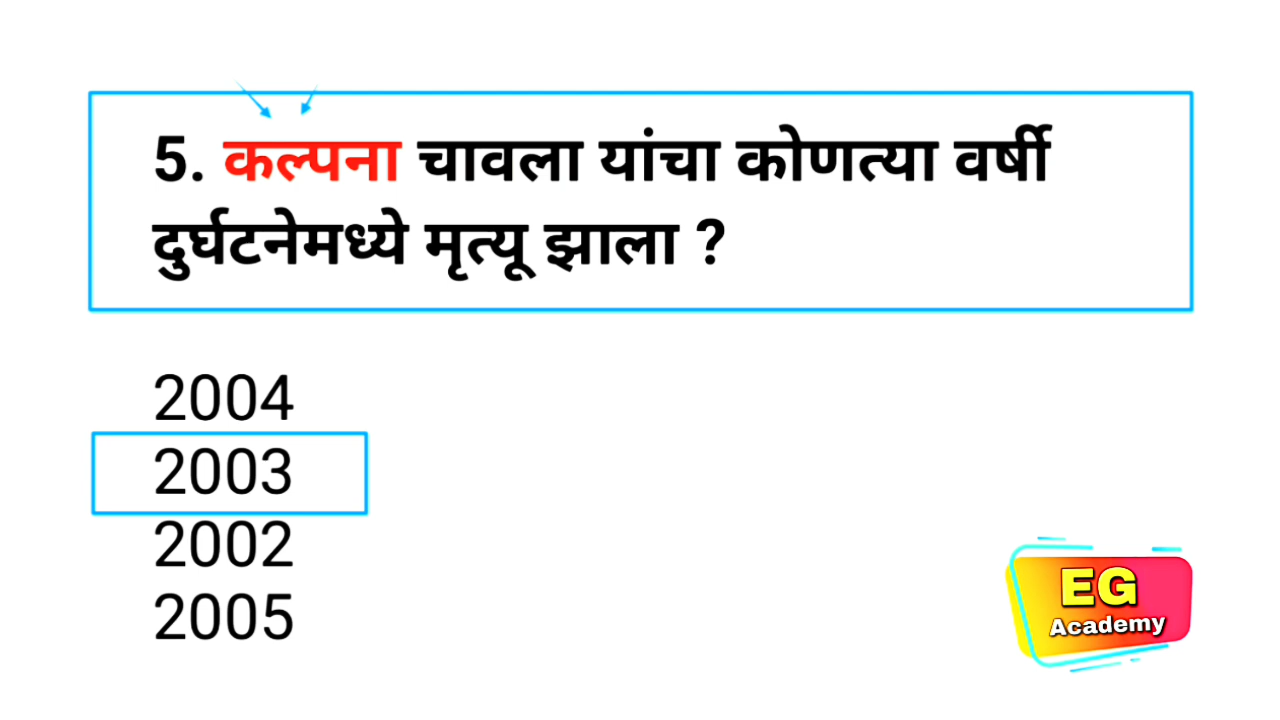 5. कल्पना चावला यांचा कोणत्या वर्षी
दुर्घटनेमध्ये मृत्यू झाला ?
2004
2003
2002
2005
EG
Academy